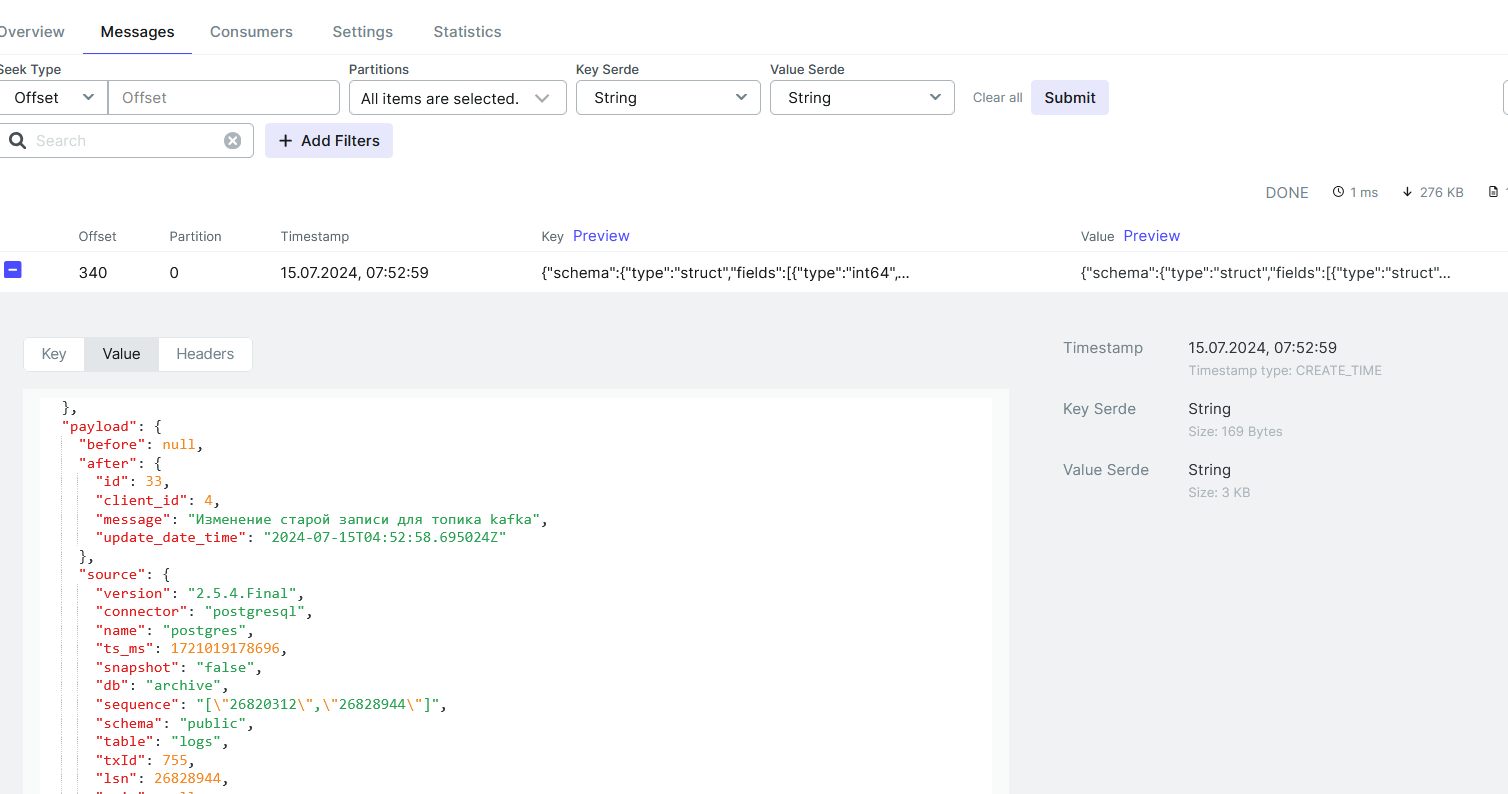 Overview Messages Consumers Settings Statistics
Seek Type Partitions Key Serde Value Serde
Offset Offset All items are selected. String String Clear all Submit
Search + Add Filters
DONE 1 ms 276 KB
Offset Partition Timestamp Key Preview Value Preview
340 0 15.07.2024, 07:52:59 {"schema":{"type":"struct","fields":[{"type":"int64",... {"schema":{"type":"struct","fields":[{"type":"struct"...
Key Value Headers
Timestamp 15.07.2024, 07:52:59
Timestamp type: CREATE_TIME
Key Serde String
Size: 169 Bytes
Value Serde String
Size: 3 KB
},
"payload": {
"before": null,
"after": {
"id": 33,
"client_id": 4,
"message": "Изменение старой записи для топика kafka",
"update_date_time": "2024-07-15T04:52:58.695024Z"
},
"source": {
"version": "2.5.4.Final",
"connector": "postgresql",
"name": "postgres",
"ts_ms": 1721019178696,
"snapshot": "false",
"db": "archive",
"sequence": "[\"26820312\",\"26828944\"]",
"schema": "public",
"table": "logs",
"txId": 755,
"lsn": 26828944,